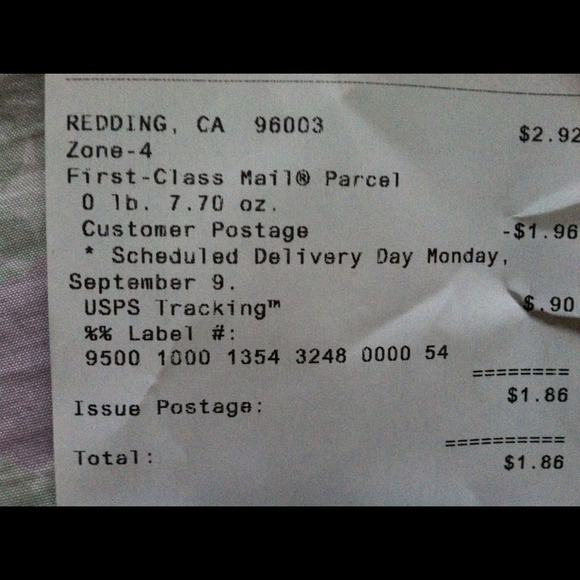 REDDING, CA 96003 $2.92
Zone-4
First-Class Mail® Parcel
0 lb. 7.70 oz.
Customer Postage -$1.96
* Scheduled Delivery Day Monday,
September 9.
USPS Tracking™ $.90
%% Label #:
9500 1000 1354 3248 0000 54
========
Issue Postage: $1.86
==========
Total: $1.86